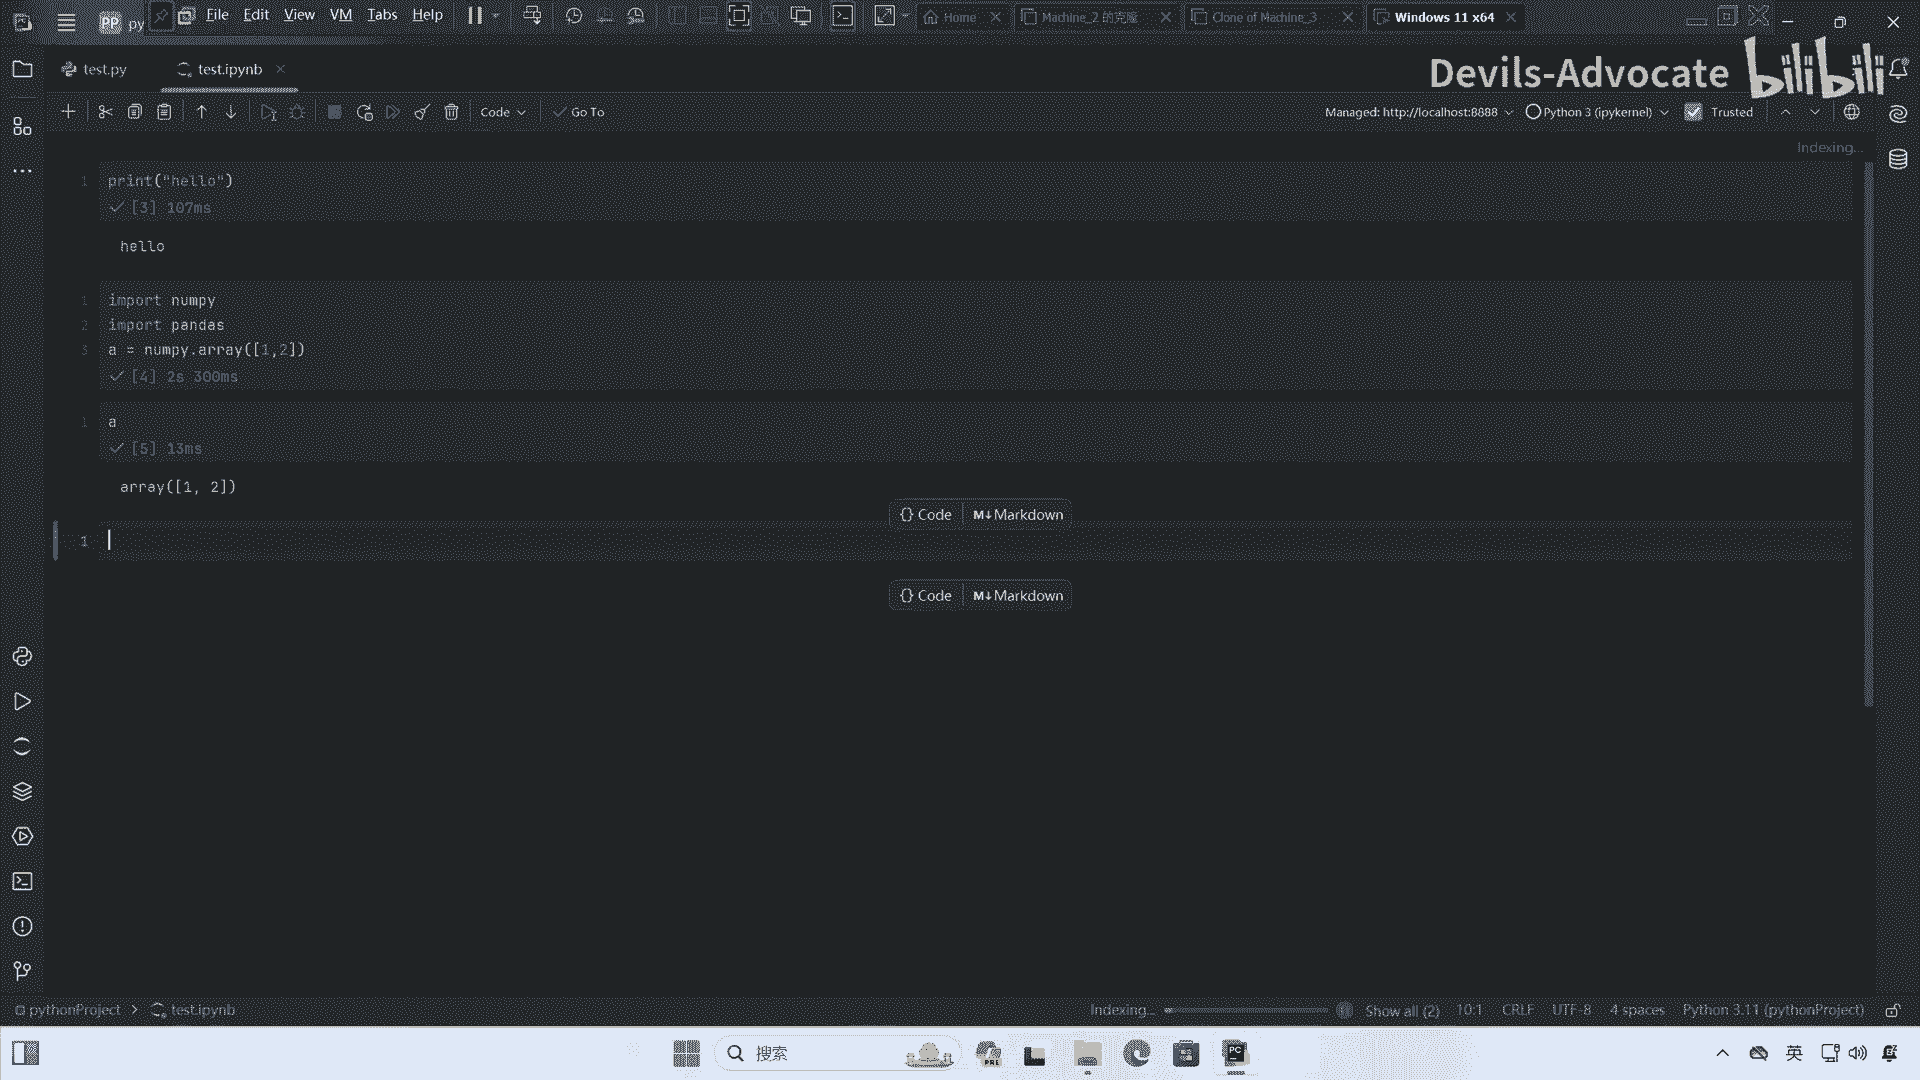 PP py File Edit View VM Tabs Help Home Machine_2 的克隆 Clone of Machine_3 Windows 11 x64
test.py test.ipynb
Devils-Advocate bilibili
Code Go To Managed: http://localhost:8888 Python 3 (ipykernel) Trusted
Indexing...
1 print("hello")
[3] 107ms
hello
1 import numpy
2 import pandas
3 a = numpy.array([1,2])
[4] 2s 300ms
1 a
[5] 13ms
array([1, 2])
{} Code M↓Markdown
1
{} Code M↓Markdown
pythonProject > test.ipynb Indexing... Show all (2) 10:1 CRLF UTF-8 4 spaces Python 3.11 (pythonProject)
搜索 PRE PC 英